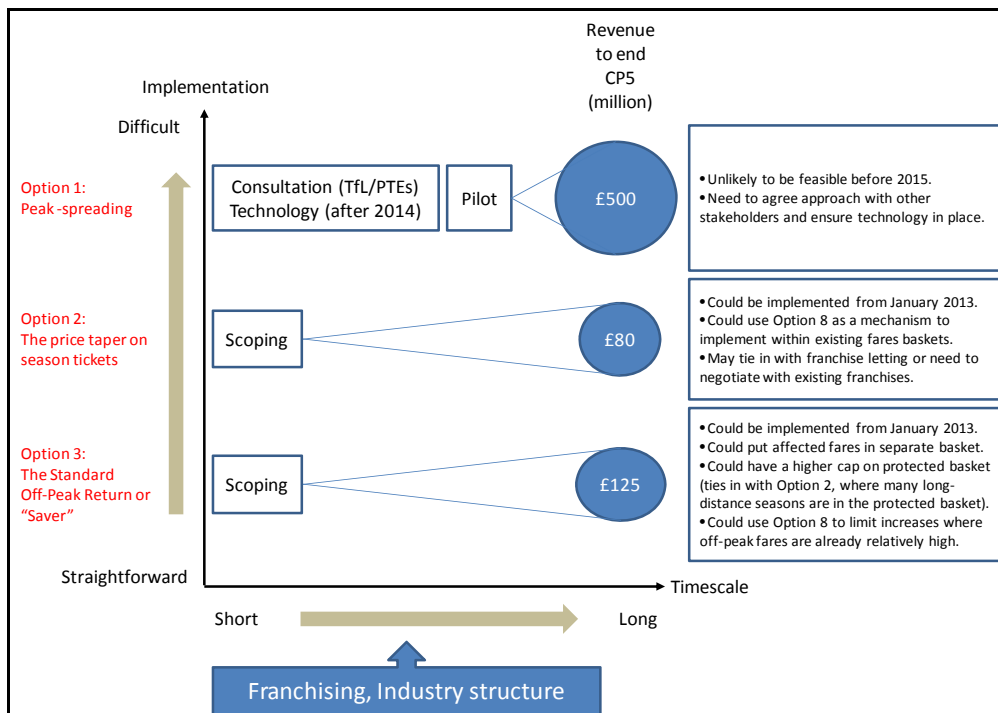 Revenue
to end
CP5
(million)
Implementation
Difficult
Option 1:
Peak -spreading
Consultation (TfL/PTEs)
Technology (after 2014)
Pilot
£500
•Unlikely to be feasible before 2015.
•Need to agree approach with other
stakeholders and ensure technology in place.
Option 2:
The price taper on
season tickets
Scoping
£80
•Could be implemented from January 2013.
•Could use Option 8 as a mechanism to
implement within existing fares baskets.
•May tie in with franchise letting or need to
negotiate with existing franchises.
Option 3:
The Standard
Off-Peak Return or
“Saver”
Scoping
£125
•Could be implemented from January 2013.
•Could put affected fares in separate basket.
•Could have a higher cap on protected basket
(ties in with Option 2, where many long-
distance seasons are in the protected basket).
•Could use Option 8 to limit increases where
off-peak fares are already relatively high.
Straightforward
Timescale
Short
Long
Franchising, Industry structure